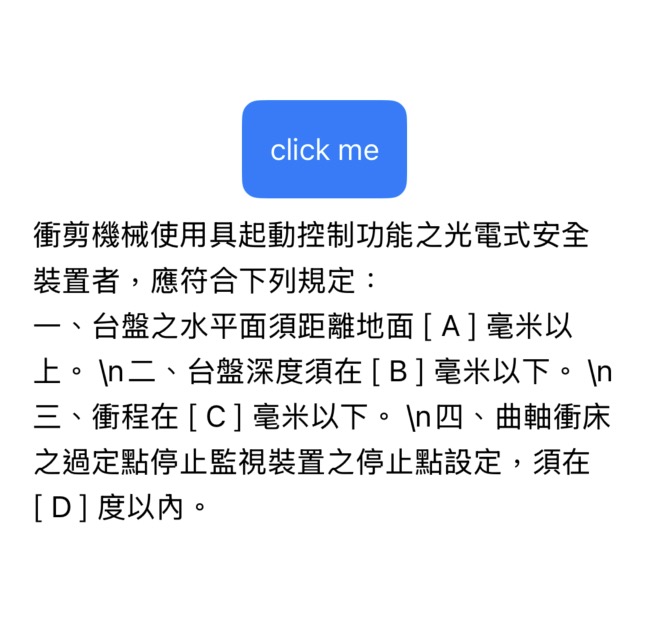 click me
衝剪機械使用具起動控制功能之光電式安全
裝置者，應符合下列規定：
一、台盤之水平面須距離地面 [ A ] 毫米以
上。 \n二、台盤深度須在 [ B ] 毫米以下。 \n
三、衝程在 [ C ] 毫米以下。 \n四、曲軸衝床
之過定點停止監視裝置之停止點設定，須在
[ D ] 度以內。